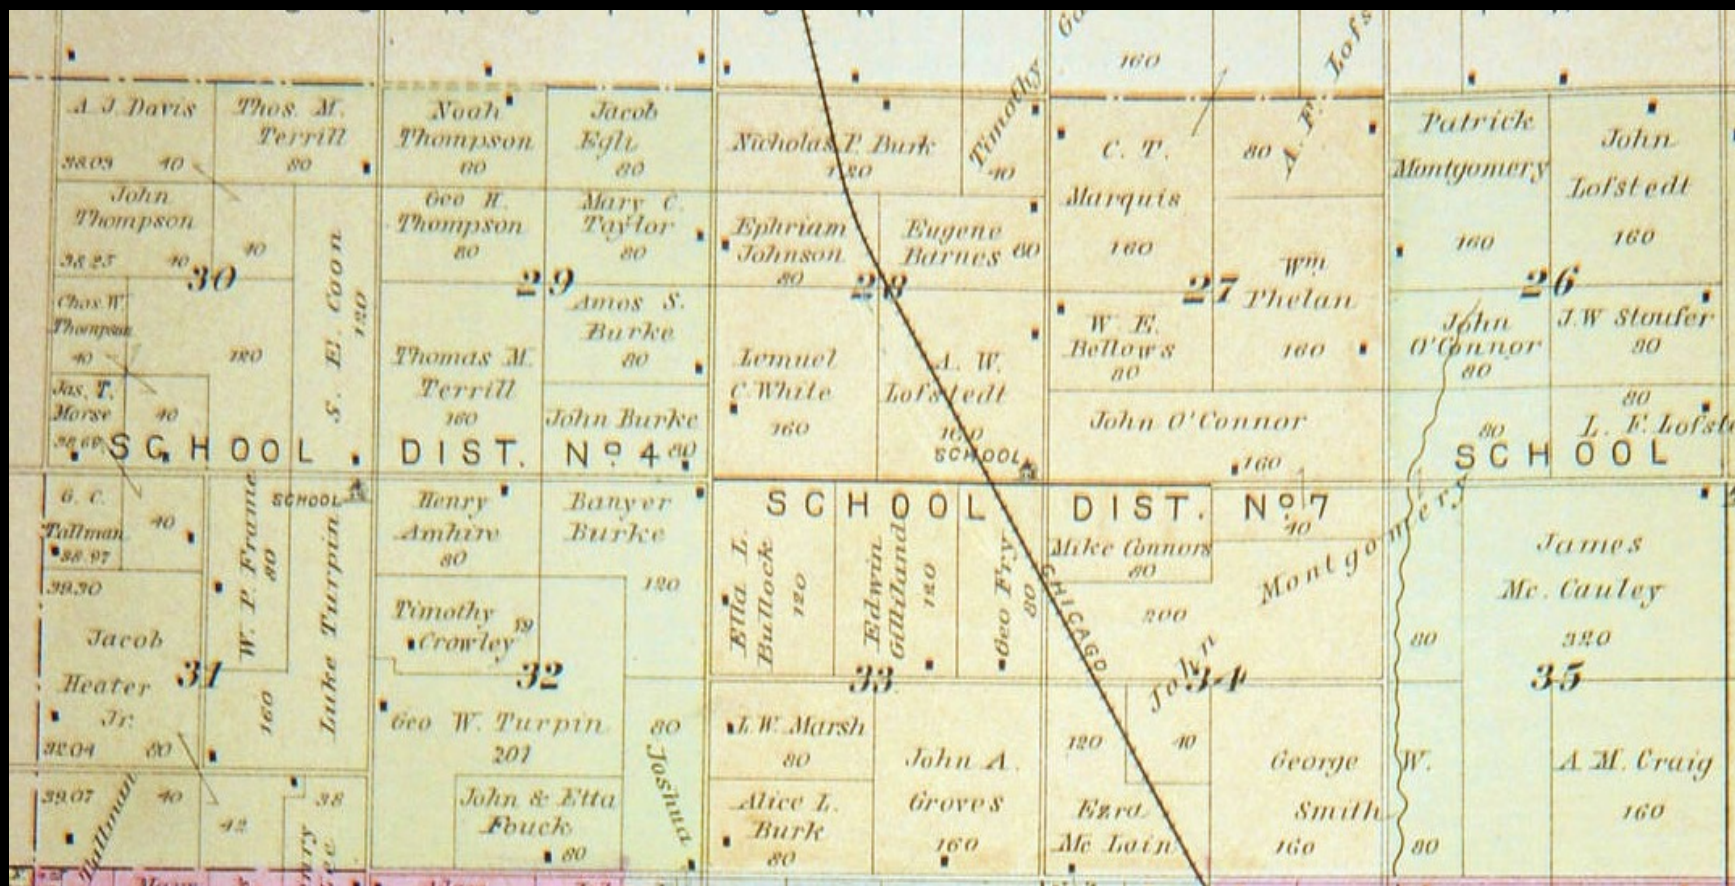 160
A. J. Davis
38.03
40
Thos. M.
Terrill
80
Noah
Thompson
80
Jacob
Egli
80
Nicholas P. Burk
120
Timothy
40
C. T.
Marquis
160
80
A. F. Lofs
Patrick
Montgomery
160
John
Lofstedt
160
John
Thompson
38.25
40
40
30
S. E. Coon
120
Geo H.
Thompson
80
Mary C.
Taylor
80
29
Ephriam
Johnson
80
Eugene
Barnes 60
28
27
Wm
Phelan
160
26
Chas. W.
Thompson
40
120
Thomas M.
Terrill
160
Amos S.
Burke
80
Lemuel
C. White
160
A. W.
Lofstedt
160
W. E.
Bellows
80
John
O'Connor
80
J. W Stoufer
80
Jas. T.
Morse
38.69
40
John Burke
80
John O'Connor
160
80
80
L. F. Lofste
SCHOOL DIST. No 4
SCHOOL
SCHOOL
G. C.
Tallman
38.97
40
W. P. Frame
80
SCHOOL
Luke Turpin
160
Henry
Amhire
80
Banyer
Burke
120
SCHOOL DIST. No 7
Ella L.
Bullock
120
Edwin
Gilliland
120
Geo Fry
80
CHICAGO
Mike Connors
80
200
40
John Montgomery
James
Mc. Cauley
320
80
39.30
Jacob
Heater
Jr.
32.04
80
31
Timothy
Crowley
39
32
33
34
35
Geo W. Turpin
207
80
Joshua
J. W. Marsh
80
John A.
Groves
160
120
40
George
Smith
160
W.
80
A. M. Craig
160
39.07
Tallman
40
42
38
John & Etta
Fouck
80
Alice L.
Burk
80
Ezra
Mc Lain